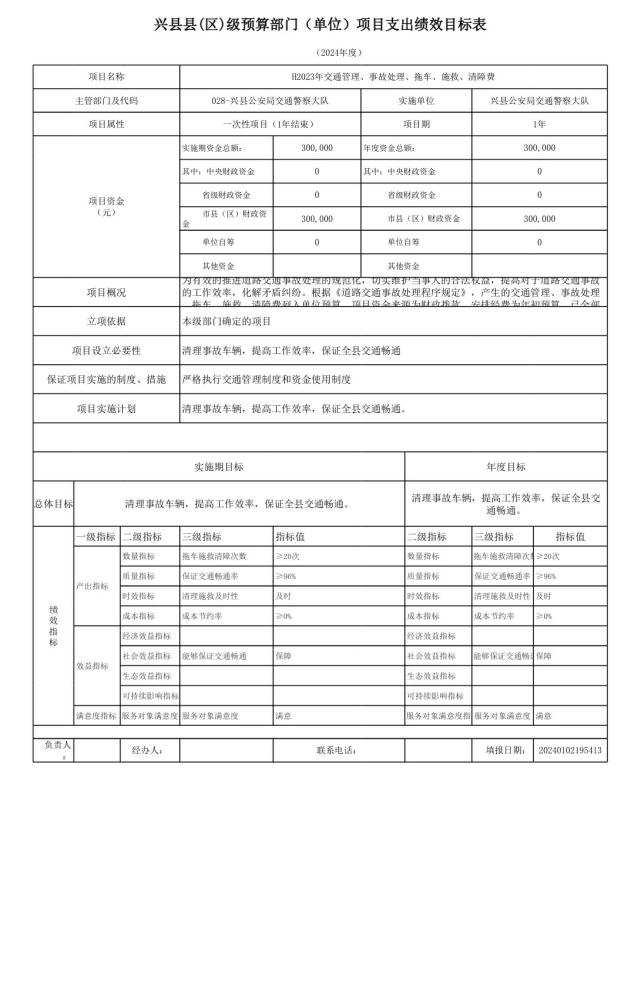 兴县县(区)级预算部门（单位）项目支出绩效目标表
（2024年度）
项目名称 H2023年交通管理、事故处理、拖车、施救、清障费
主管部门及代码 028-兴县公安局交通警察大队 实施单位 兴县公安局交通警察大队
项目属性 一次性项目（1年结束） 项目期 1年
项目资金
（元）
实施期资金总额： 300,000 年度资金总额： 300,000
其中：中央财政资金 0 其中：中央财政资金 0
省级财政资金 0 省级财政资金 0
市县（区）财政资
金 300,000 市县（区）财政资金 300,000
单位自筹 0 单位自筹 0
其他资金 其他资金
项目概况
为有效的推进道路交通事故处理的规范化，切实维护当事人的合法权益，提高对于道路交通事故
的工作效率，化解矛盾纠纷。根据《道路交通事故处理程序规定》，产生的交通管理、事故处理
、拖车、施救、清障费列入单位预算，项目资金来源为财政拨款，安排经费为年初预算，已全部
立项依据 本级部门确定的项目
项目设立必要性 清理事故车辆，提高工作效率，保证全县交通畅通
保证项目实施的制度、措施 严格执行交通管理制度和资金使用制度
项目实施计划 清理事故车辆，提高工作效率，保证全县交通畅通。
实施期目标 年度目标
总体目标 清理事故车辆，提高工作效率，保证全县交通畅通。 清理事故车辆，提高工作效率，保证全县交
通畅通。
绩效指标
一级指标 二级指标 三级指标 指标值 二级指标 三级指标 指标值
产出指标
数量指标 拖车施救清障次数 ≥20次 数量指标 拖车施救清障次数 ≥20次
质量指标 保证交通畅通率 ≥96% 质量指标 保证交通畅通率 ≥96%
时效指标 清理施救及时性 及时 时效指标 清理施救及时性 及时
成本指标 成本节约率 ≥0% 成本指标 成本节约率 ≥0%
效益指标
经济效益指标 经济效益指标
社会效益指标 能够保证交通畅通 保障 社会效益指标 能够保证交通畅 保障
生态效益指标 生态效益指标
可持续影响指标 可持续影响指标
满意度指标 服务对象满意度 服务对象满意度 满意 服务对象满意度指 服务对象满意度 满意
负责人
： 经办人： 联系电话： 填报日期： 20240102195413